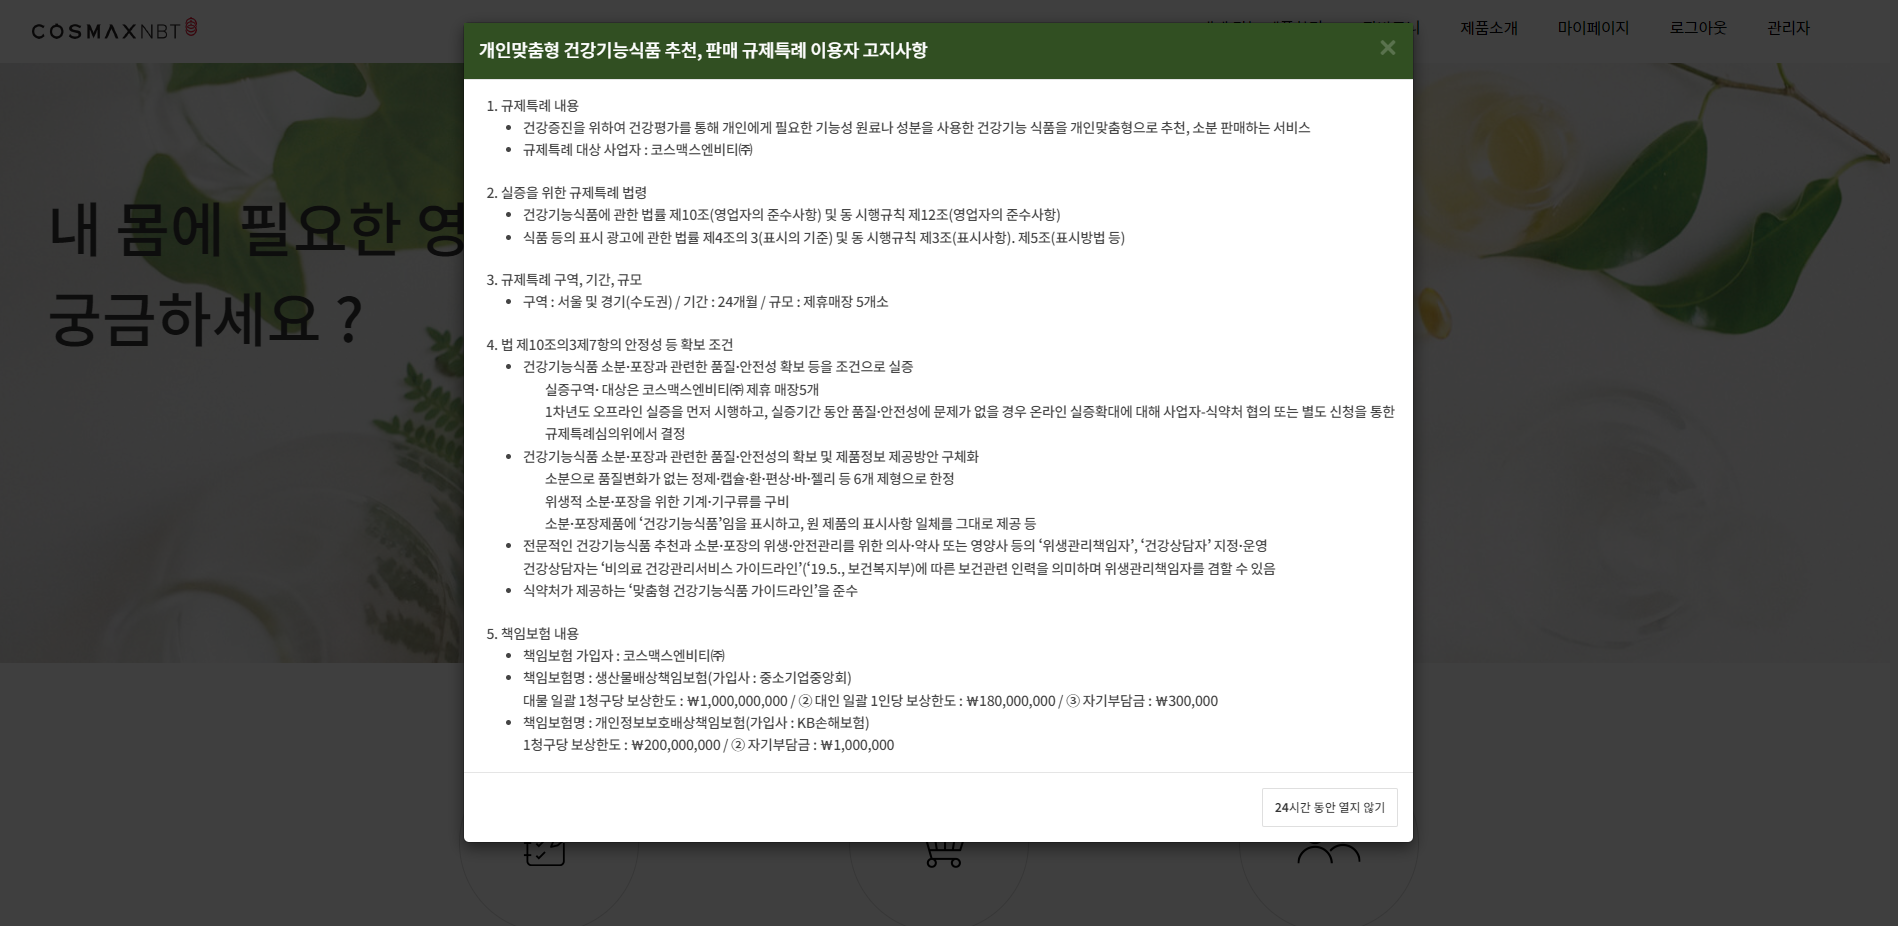 COSMAXNBT
제품소개
마이페이지
로그아웃
관리자
내 몸에 필요한 영
궁금하세요 ?
개인맞춤형 건강기능식품 추천, 판매 규제특례 이용자 고지사항
×
1. 규제특례 내용
• 건강증진을 위하여 건강평가를 통해 개인에게 필요한 기능성 원료나 성분을 사용한 건강기능 식품을 개인맞춤형으로 추천, 소분 판매하는 서비스
• 규제특례 대상 사업자 : 코스맥스엔비티㈜
2. 실증을 위한 규제특례 법령
• 건강기능식품에 관한 법률 제10조(영업자의 준수사항) 및 동 시행규칙 제12조(영업자의 준수사항)
• 식품 등의 표시 광고에 관한 법률 제4조의 3(표시의 기준) 및 동 시행규칙 제3조(표시사항). 제5조(표시방법 등)
3. 규제특례 구역, 기간, 규모
• 구역 : 서울 및 경기(수도권) / 기간 : 24개월 / 규모 : 제휴매장 5개소
4. 법 제10조의3제7항의 안정성 등 확보 조건
• 건강기능식품 소분·포장과 관련한 품질·안전성 확보 등을 조건으로 실증
실증구역· 대상은 코스맥스엔비티㈜ 제휴 매장5개
1차년도 오프라인 실증을 먼저 시행하고, 실증기간 동안 품질·안전성에 문제가 없을 경우 온라인 실증확대에 대해 사업자-식약처 협의 또는 별도 신청을 통한
규제특례심의위에서 결정
• 건강기능식품 소분·포장과 관련한 품질·안전성의 확보 및 제품정보 제공방안 구체화
소분으로 품질변화가 없는 정제·캡슐·환·편상·바·젤리 등 6개 제형으로 한정
위생적 소분·포장을 위한 기계·기구류를 구비
소분·포장제품에 ‘건강기능식품’임을 표시하고, 원 제품의 표시사항 일체를 그대로 제공 등
• 전문적인 건강기능식품 추천과 소분·포장의 위생·안전관리를 위한 의사·약사 또는 영양사 등의 ‘위생관리책임자’, ‘건강상담자’ 지정·운영
건강상담자는 ‘비의료 건강관리서비스 가이드라인’(‘19.5., 보건복지부)에 따른 보건관련 인력을 의미하며 위생관리책임자를 겸할 수 있음
• 식약처가 제공하는 ‘맞춤형 건강기능식품 가이드라인’을 준수
5. 책임보험 내용
• 책임보험 가입자 : 코스맥스엔비티㈜
• 책임보험명 : 생산물배상책임보험(가입사 : 중소기업중앙회)
대물 일괄 1청구당 보상한도 : ₩1,000,000,000 / ② 대인 일괄 1인당 보상한도 : ₩180,000,000 / ③ 자기부담금 : ₩300,000
• 책임보험명 : 개인정보보호배상책임보험(가입사 : KB손해보험)
1청구당 보상한도 : ₩200,000,000 / ② 자기부담금 : ₩1,000,000
24시간 동안 열지 않기